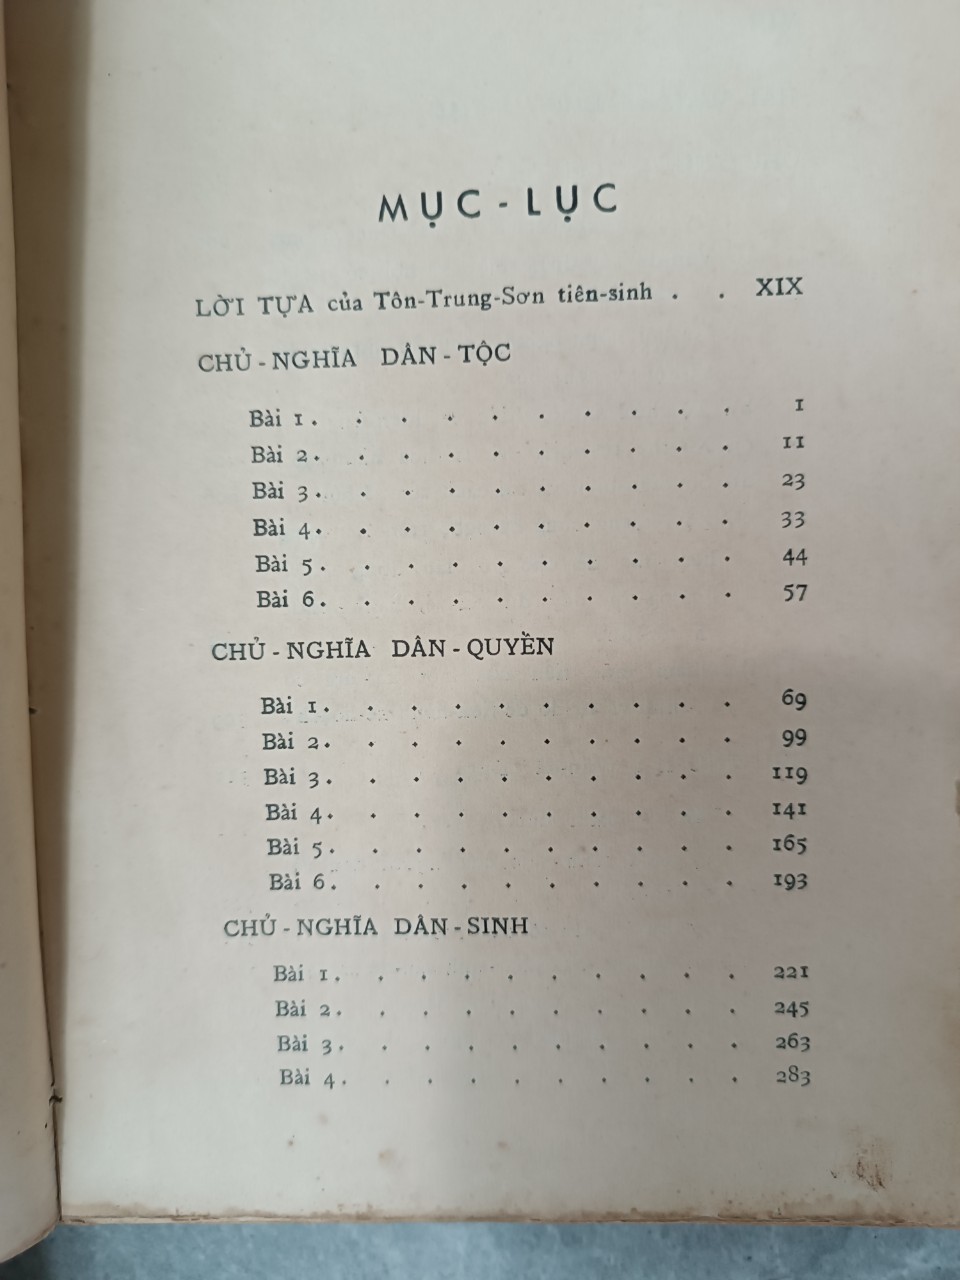 MỤC-LỤC
LỜI TỰA của Tôn-Trung-Sơn tiên-sinh . . XIX
CHỦ-NGHĨA DÂN-TỘC
Bài 1. . . . . . . . . . 1
Bài 2. . . . . . . . . . 11
Bài 3. . . . . . . . . . 23
Bài 4. . . . . . . . . . 33
Bài 5. . . . . . . . . . 44
Bài 6. . . . . . . . . . 57
CHỦ-NGHĨA DÂN-QUYỀN
Bài 1. . . . . . . . . . 69
Bài 2. . . . . . . . . . 99
Bài 3. . . . . . . . . . 119
Bài 4. . . . . . . . . . 141
Bài 5. . . . . . . . . . 165
Bài 6. . . . . . . . . . 193
CHỦ-NGHĨA DÂN-SINH
Bài 1. . . . . . . . . . 221
Bài 2. . . . . . . . . . 245
Bài 3. . . . . . . . . . 263
Bài 4. . . . . . . . . . 283